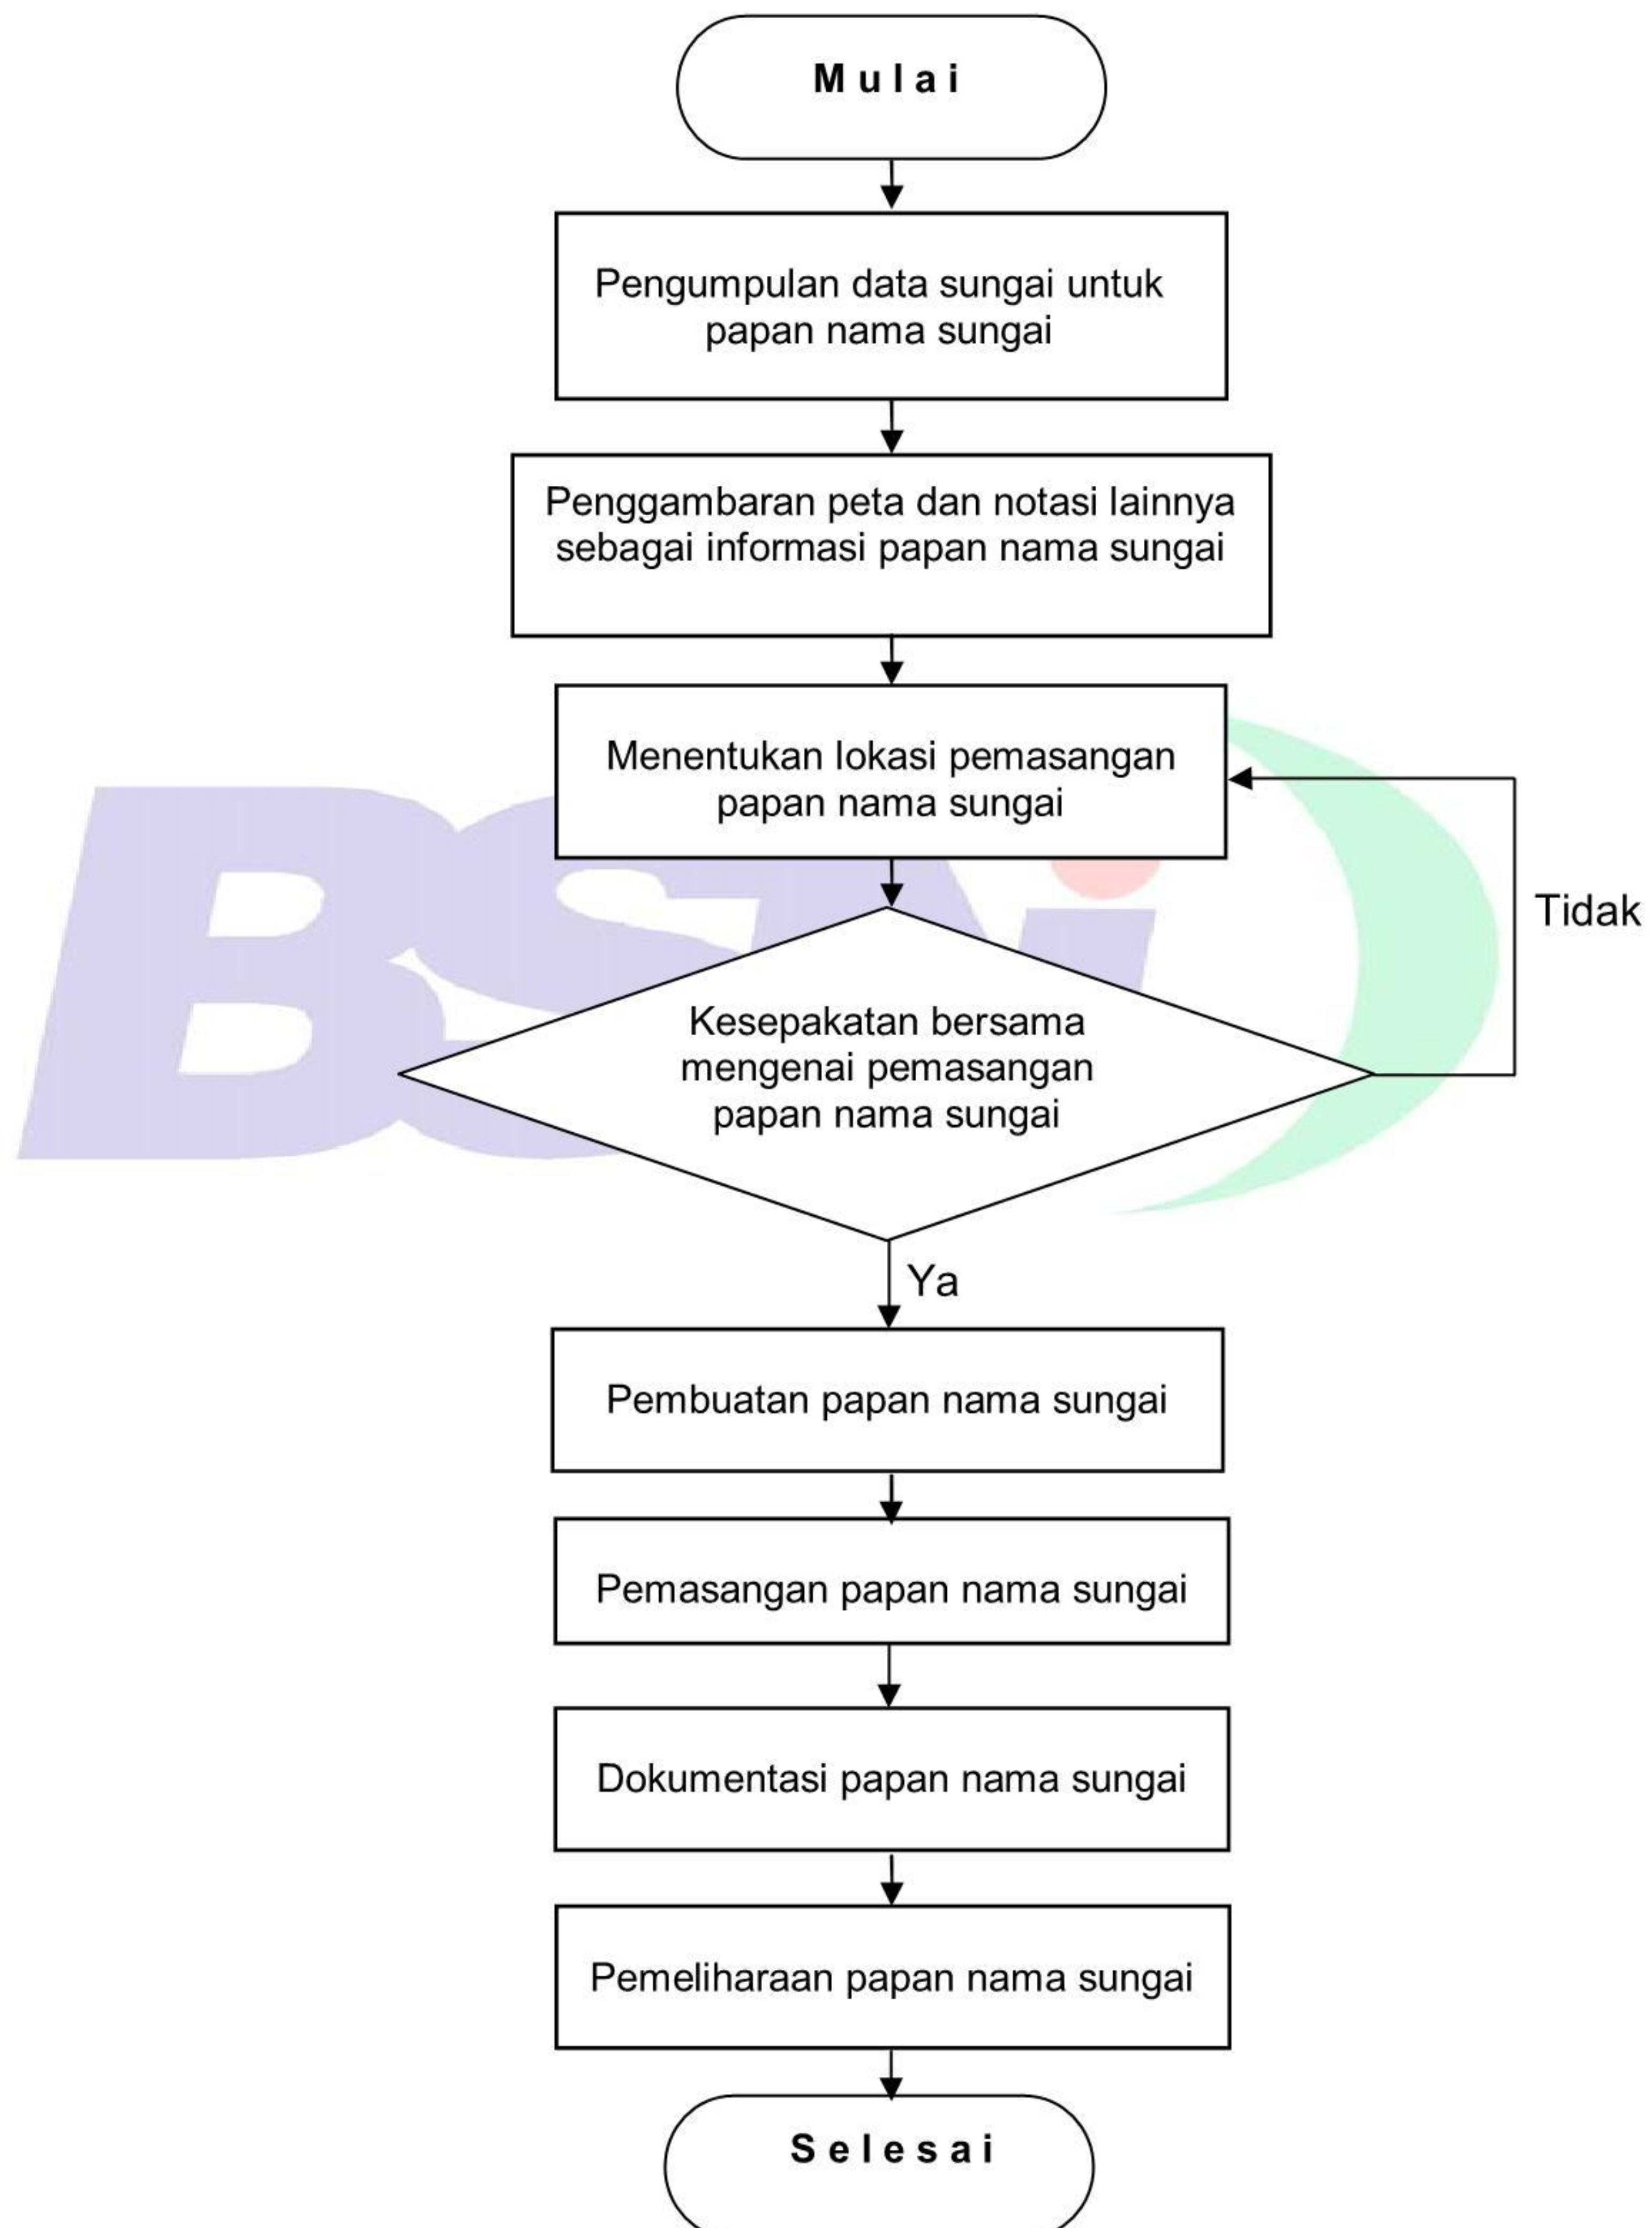 M u l a i
Pengumpulan data sungai untuk
papan nama sungai
Penggambaran peta dan notasi lainnya
sebagai informasi papan nama sungai
Menentukan lokasi pemasangan
papan nama sungai
Tidak
Kesepakatan bersama
mengenai pemasangan
papan nama sungai
Ya
Pembuatan papan nama sungai
Pemasangan papan nama sungai
Dokumentasi papan nama sungai
Pemeliharaan papan nama sungai
S e l e s a i